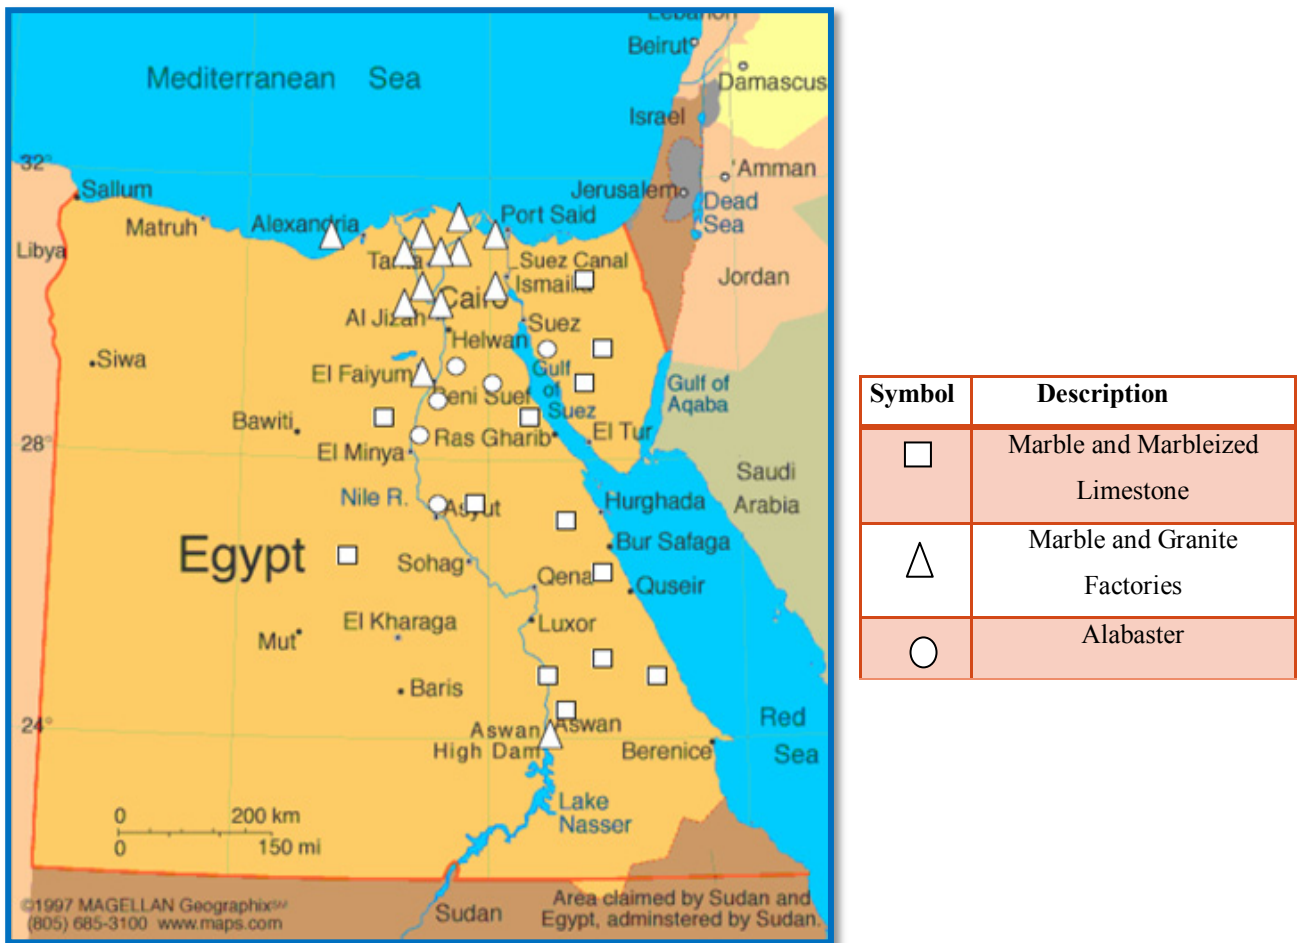 Lebanon
Beirut
Mediterranean Sea
Damascus
Israel
32°
'Amman
Sallum
Jerusalem
Dead
Sea
Port Said
Matruh
Alexandria
Libya
Tanta
Suez Canal
Ismailia
Jordan
Cairo
Al Jizah
Suez
Helwan
Siwa
El Faiyum
Gulf
of
Suez
Gulf of
Aqaba
Beni Suef
Bawiti
Ras Gharib
El Tur
28°
El Minya
Saudi
Arabia
Nile R.
Asyut
Hurghada
Egypt
Bur Safaga
Sohag
Qena
Quseir
El Kharaga
Luxor
Mut
Baris
24°
Aswan
High Dam
Aswan
Red
Sea
Berenice
0 200 km
0 150 mi
Lake
Nasser
©1997 MAGELLAN Geographix℠
(805) 685-3100 www.maps.com
Sudan
Area claimed by Sudan and
Egypt, adminstered by Sudan.
Symbol Description
Marble and Marbleized
Limestone
Marble and Granite
Factories
Alabaster